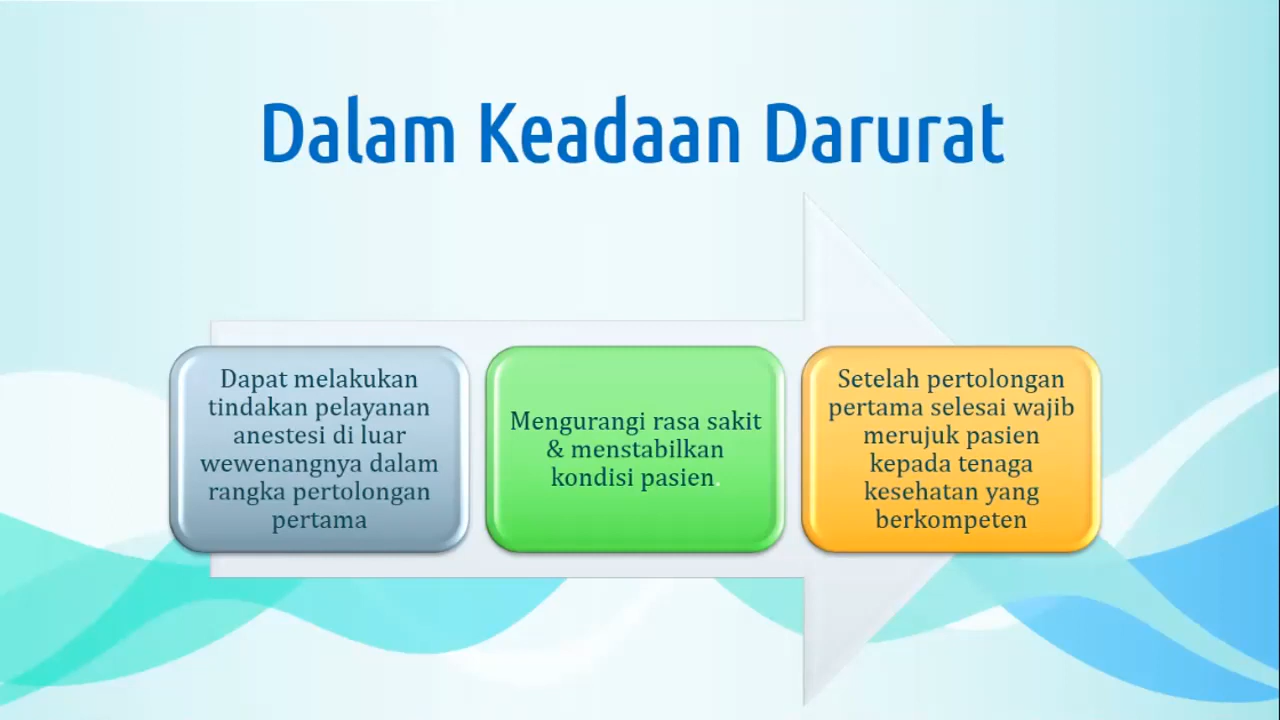 Dalam Keadaan Darurat
Dapat melakukan
tindakan pelayanan
anestesi di luar
wewenangnya dalam
rangka pertolongan
pertama
Mengurangi rasa sakit
& menstabilkan
kondisi pasien.
Setelah pertolongan
pertama selesai wajib
merujuk pasien
kepada tenaga
kesehatan yang
berkompeten